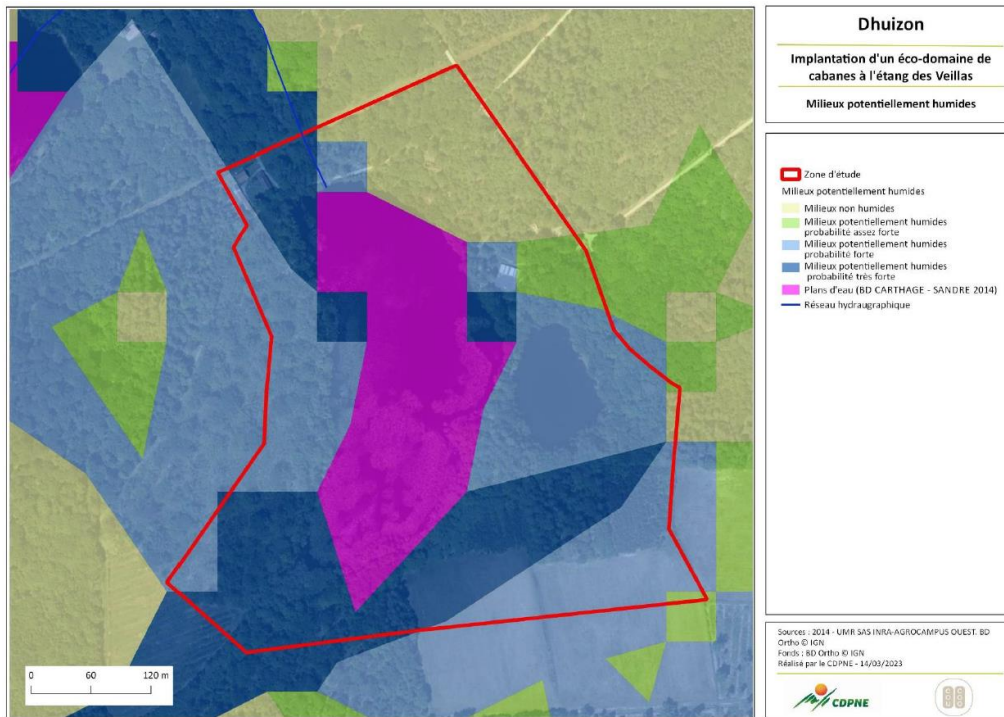 Dhuizon
Implantation d'un éco-domaine de
cabanes à l'étang des Veillas
Milieux potentiellement humides
Zone d'étude
Milieux potentiellement humides
Milieux non humides
Milieux potentiellement humides
probabilité assez forte
Milieux potentiellement humides
probabilité forte
Milieux potentiellement humides
probabilité très forte
Plans d'eau (BD CARTHAGE - SANDRE 2014)
Réseau hydraugraphique
0 60 120 m
Sources : 2014 - UMR SAS INRA-AGROCAMPUS OUEST. BD
Ortho © IGN
Fonds : BD Ortho © IGN
Réalisé par le CDPNE - 14/03/2023
CDPNE